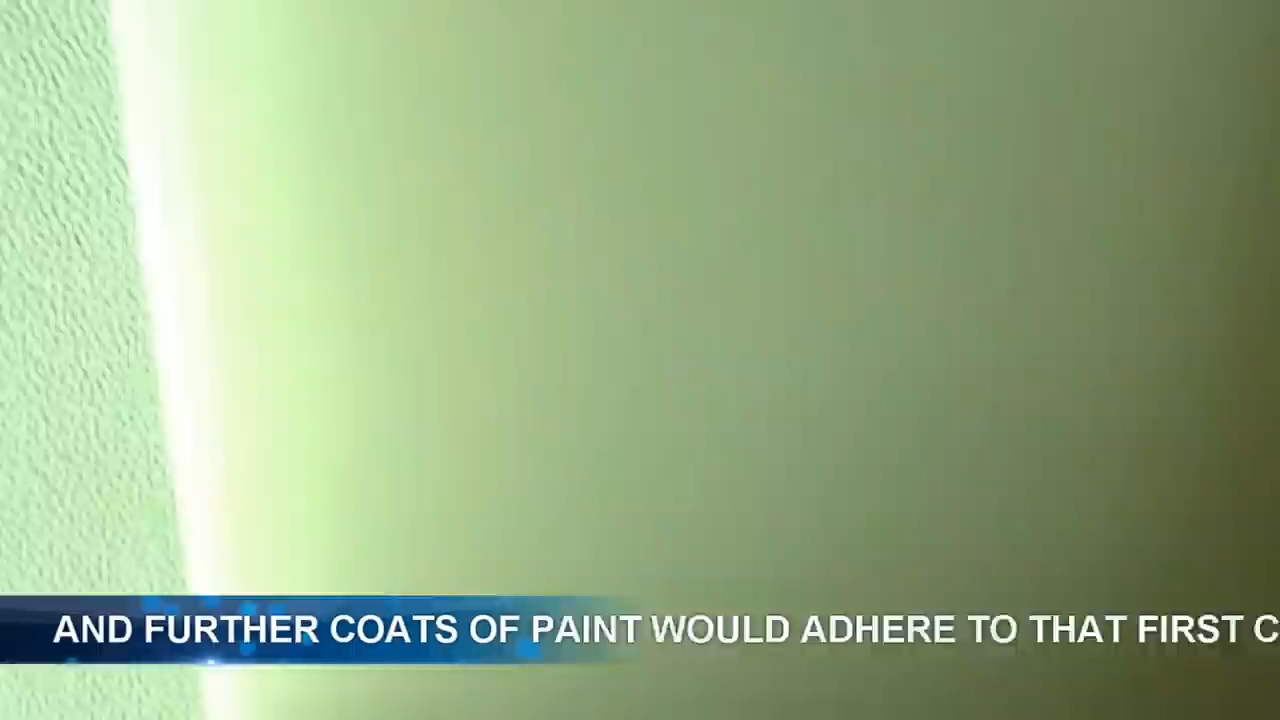 AND FURTHER COATS OF PAINT WOULD ADHERE TO THAT FIRST C